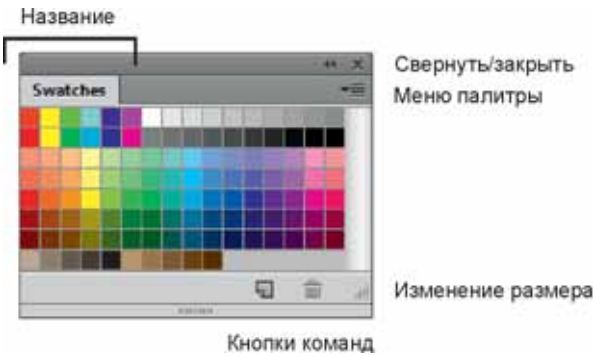 Название
Свернуть/закрыть
Swatches
Меню палитры
Изменение размера
Кнопки команд